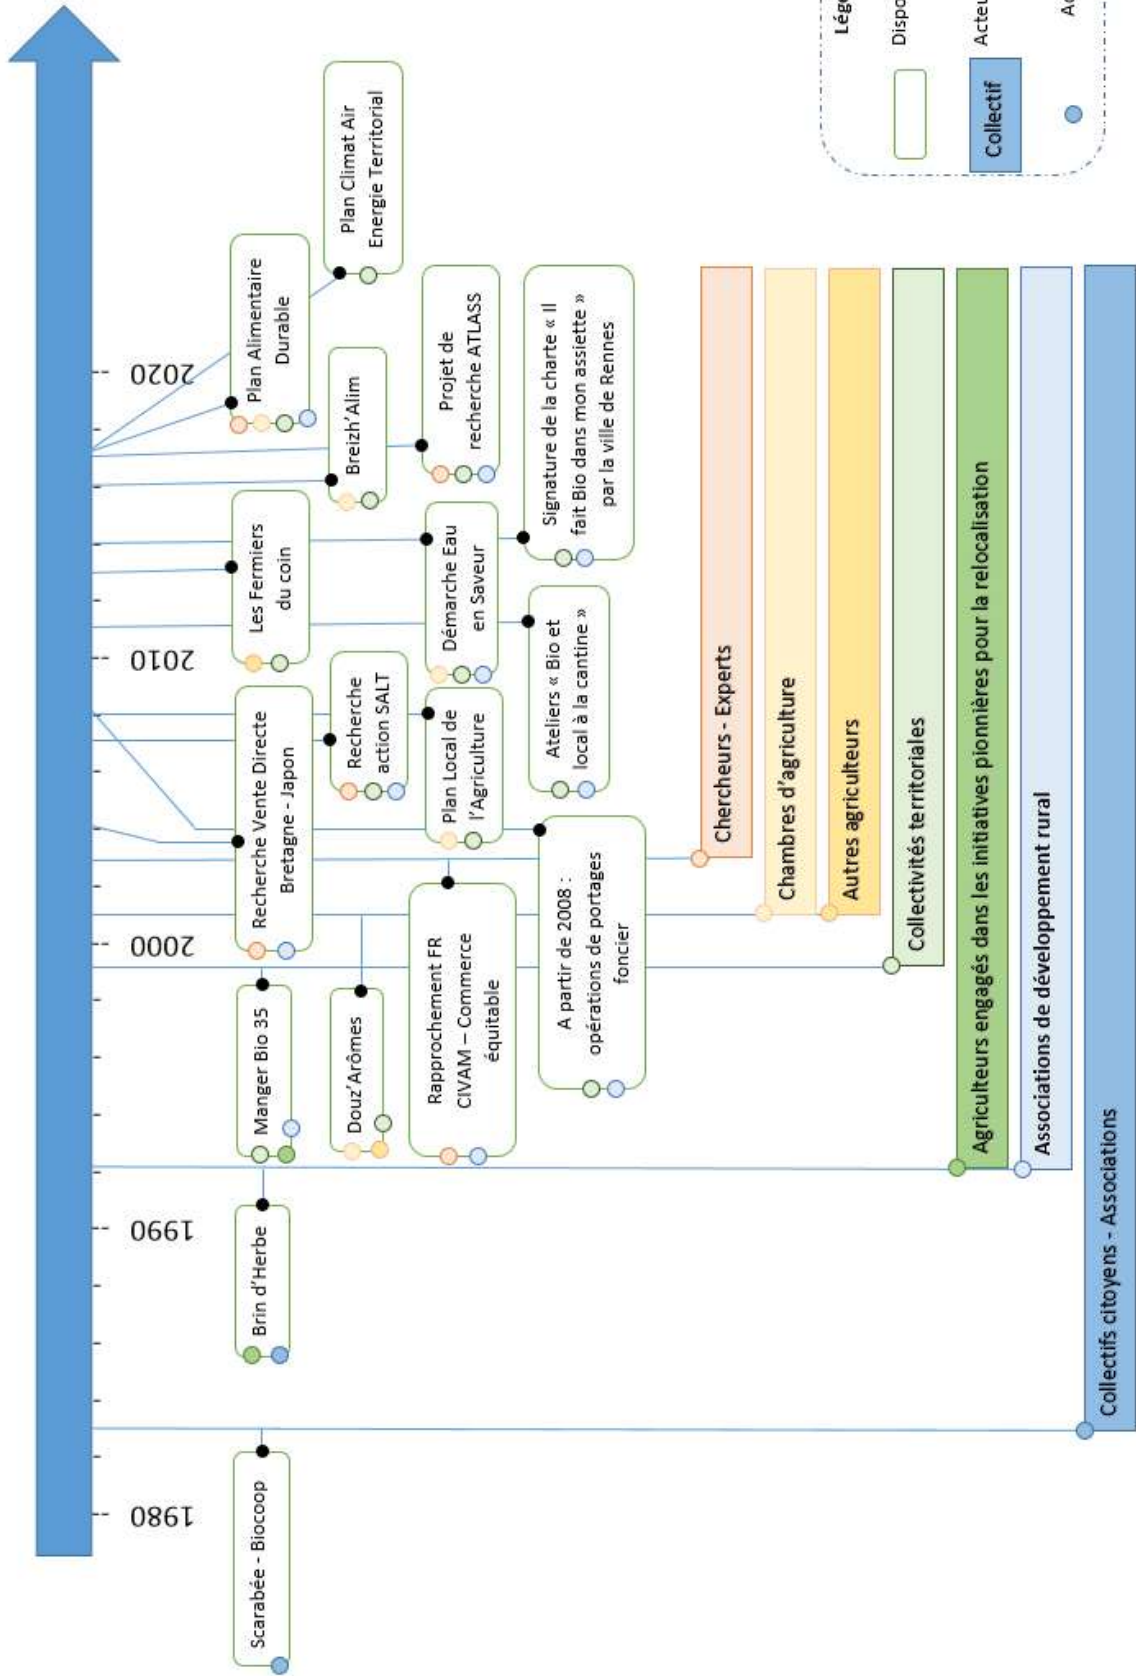 1980
1990
2000
2010
2020
Scarabée - Biocoop
Brin d'Herbe
Manger Bio 35
Douz'Arômes
Rapprochement FR
CIVAM – Commerce
équitable
A partir de 2008 :
opérations de portages
foncier
Recherche Vente Directe
Bretagne - Japon
Recherche
action SALT
Plan Local de
l'Agriculture
Ateliers « Bio et
local à la cantine »
Les Fermiers
du coin
Démarche Eau
en Saveur
Signature de la charte « Il
fait Bio dans mon assiette »
par la ville de Rennes
Breizh'Alim
Projet de
recherche ATLASS
Plan Alimentaire
Durable
Plan Climat Air
Energie Territorial
Chercheurs - Experts
Chambres d'agriculture
Autres agriculteurs
Collectivités territoriales
Agriculteurs engagés dans les initiatives pionnières pour la relocalisation
Associations de développement rural
Collectifs citoyens - Associations
Collectif